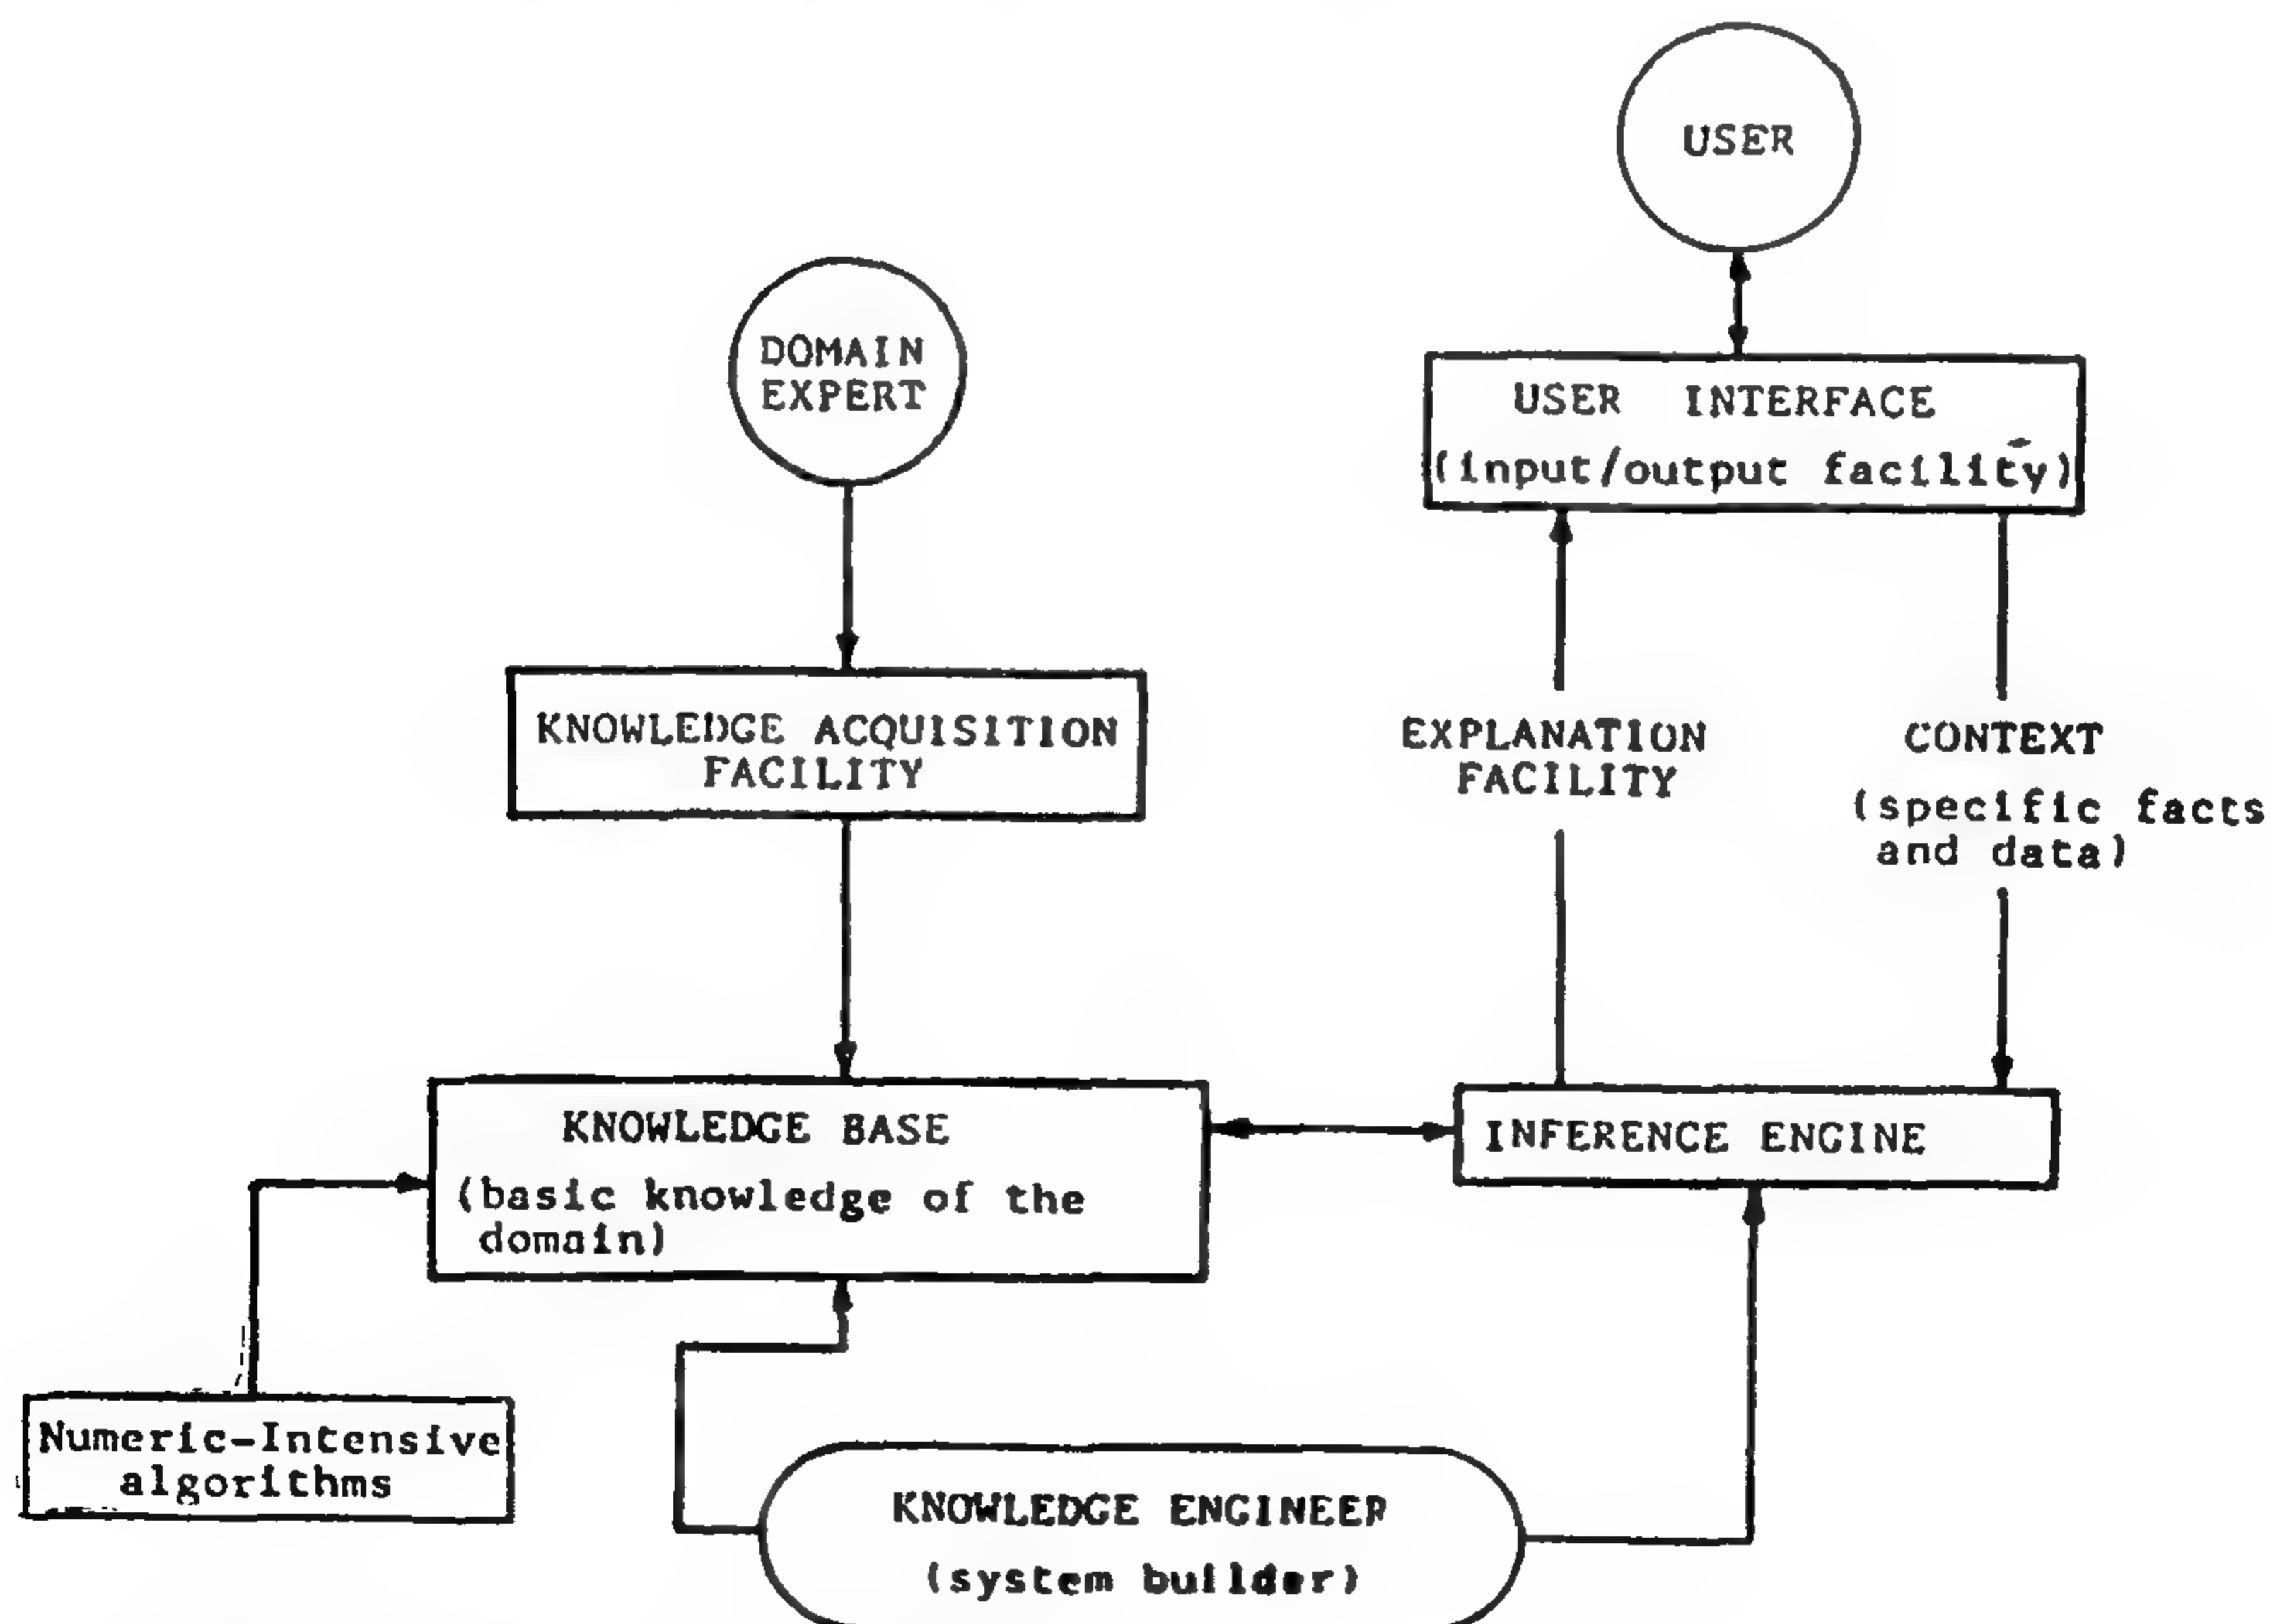 USER
DOMAIN
EXPERT
USER INTERFACE
(input/output facility)
KNOWLEDGE ACQUISITION
FACILITY
EXPLANATION
FACILITY
CONTEXT
(specific facts
and data)
KNOWLEDGE BASE
(basic knowledge of the
domain)
INFERENCE ENGINE
Numeric-Intensive
algorithms
KNOWLEDGE ENGINEER
(system builder)